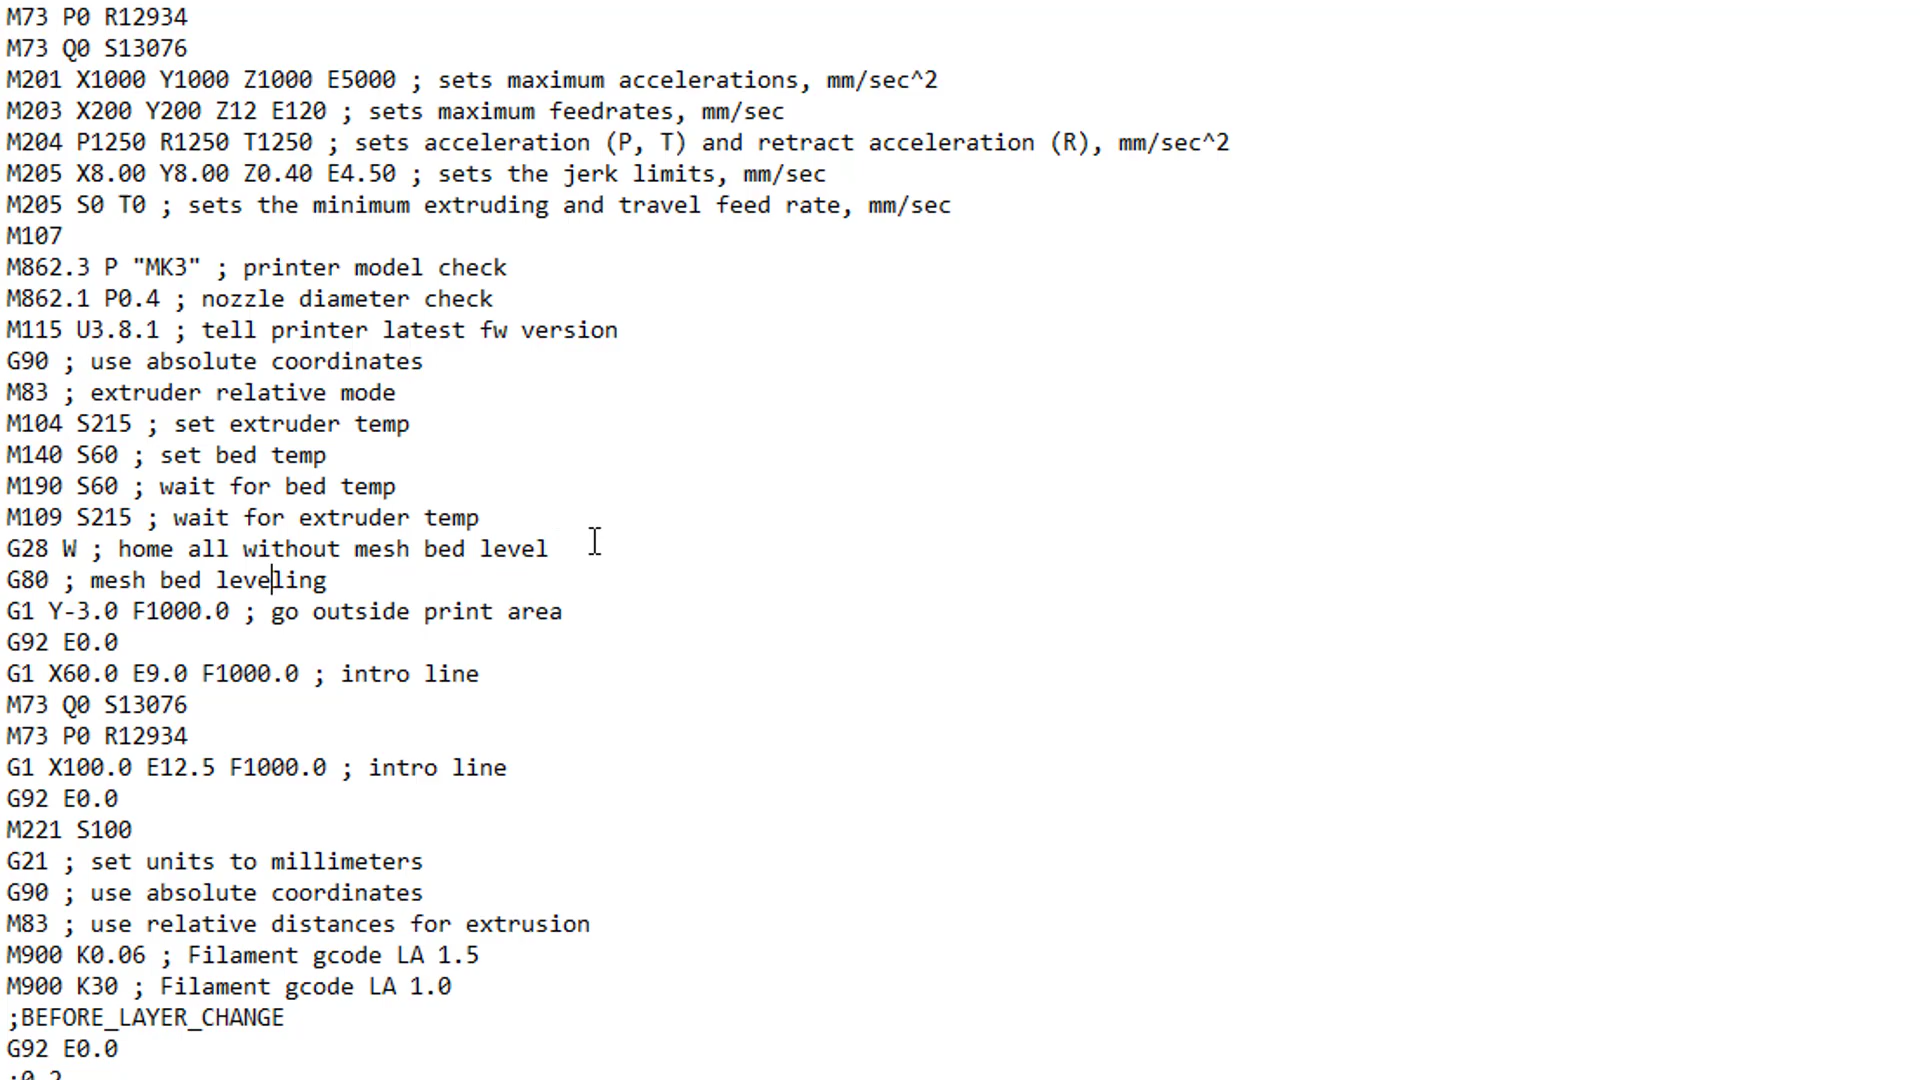 M73 P0 R12934
M73 Q0 S13076
M201 X1000 Y1000 Z1000 E5000 ; sets maximum accelerations, mm/sec^2
M203 X200 Y200 Z12 E120 ; sets maximum feedrates, mm/sec
M204 P1250 R1250 T1250 ; sets acceleration (P, T) and retract acceleration (R), mm/sec^2
M205 X8.00 Y8.00 Z0.40 E4.50 ; sets the jerk limits, mm/sec
M205 S0 T0 ; sets the minimum extruding and travel feed rate, mm/sec
M107
M862.3 P "MK3" ; printer model check
M862.1 P0.4 ; nozzle diameter check
M115 U3.8.1 ; tell printer latest fw version
G90 ; use absolute coordinates
M83 ; extruder relative mode
M104 S215 ; set extruder temp
M140 S60 ; set bed temp
M190 S60 ; wait for bed temp
M109 S215 ; wait for extruder temp
G28 W ; home all without mesh bed level
G80 ; mesh bed leveling
G1 Y-3.0 F1000.0 ; go outside print area
G92 E0.0
G1 X60.0 E9.0 F1000.0 ; intro line
M73 Q0 S13076
M73 P0 R12934
G1 X100.0 E12.5 F1000.0 ; intro line
G92 E0.0
M221 S100
G21 ; set units to millimeters
G90 ; use absolute coordinates
M83 ; use relative distances for extrusion
M900 K0.06 ; Filament gcode LA 1.5
M900 K30 ; Filament gcode LA 1.0
;BEFORE_LAYER_CHANGE
G92 E0.0